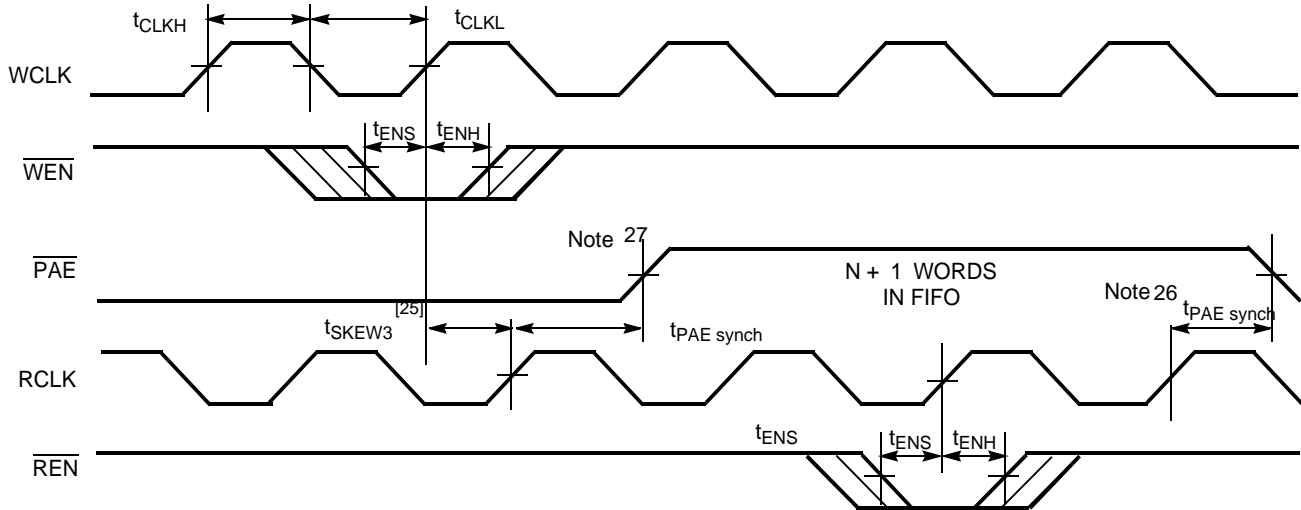 tCLKH
tCLKL
WCLK
tENS
tENH
WEN
Note 27
PAE
N + 1 WORDS
IN FIFO
Note 26
[25]
tSKEW3
tPAE synch
tPAE synch
RCLK
tENS
tENS
tENH
REN